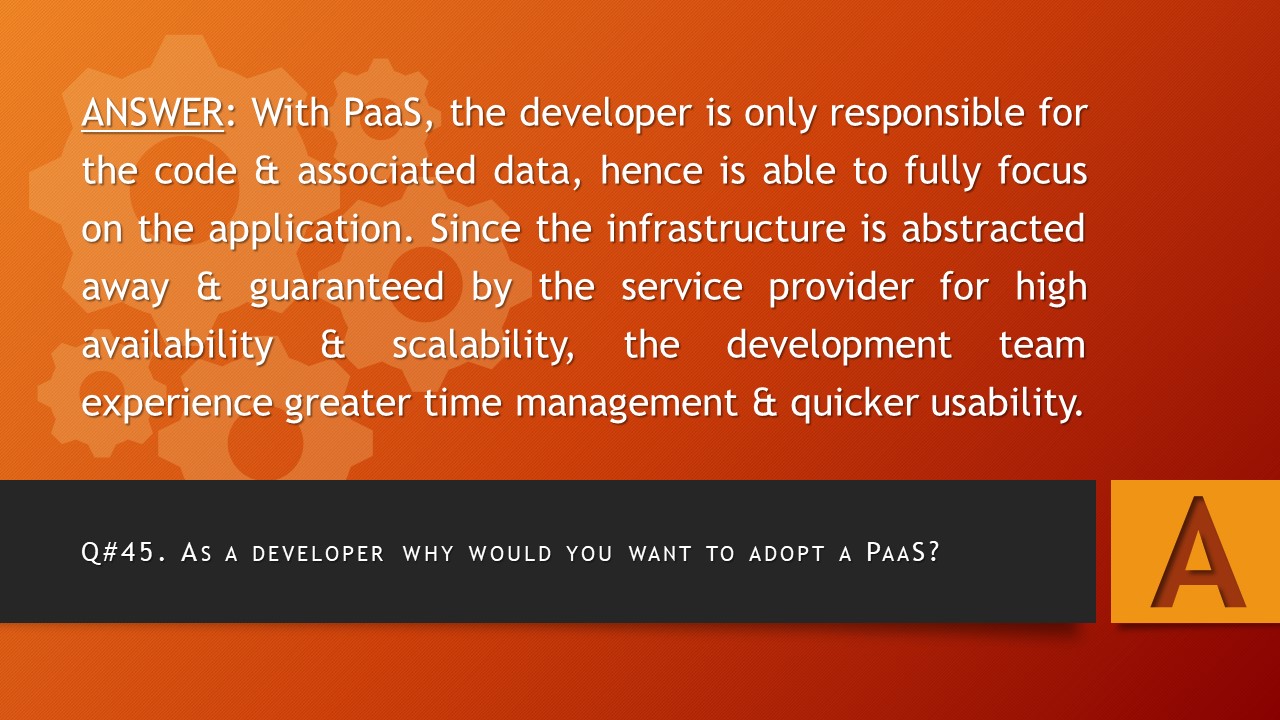 ANSWER: With PaaS, the developer is only responsible for
the code & associated data, hence is able to fully focus
on the application. Since the infrastructure is abstracted
away & guaranteed by the service provider for high
availability & scalability, the development team
experience greater time management & quicker usability.
Q#45. As a developer why would you want to adopt a PaaS?
A